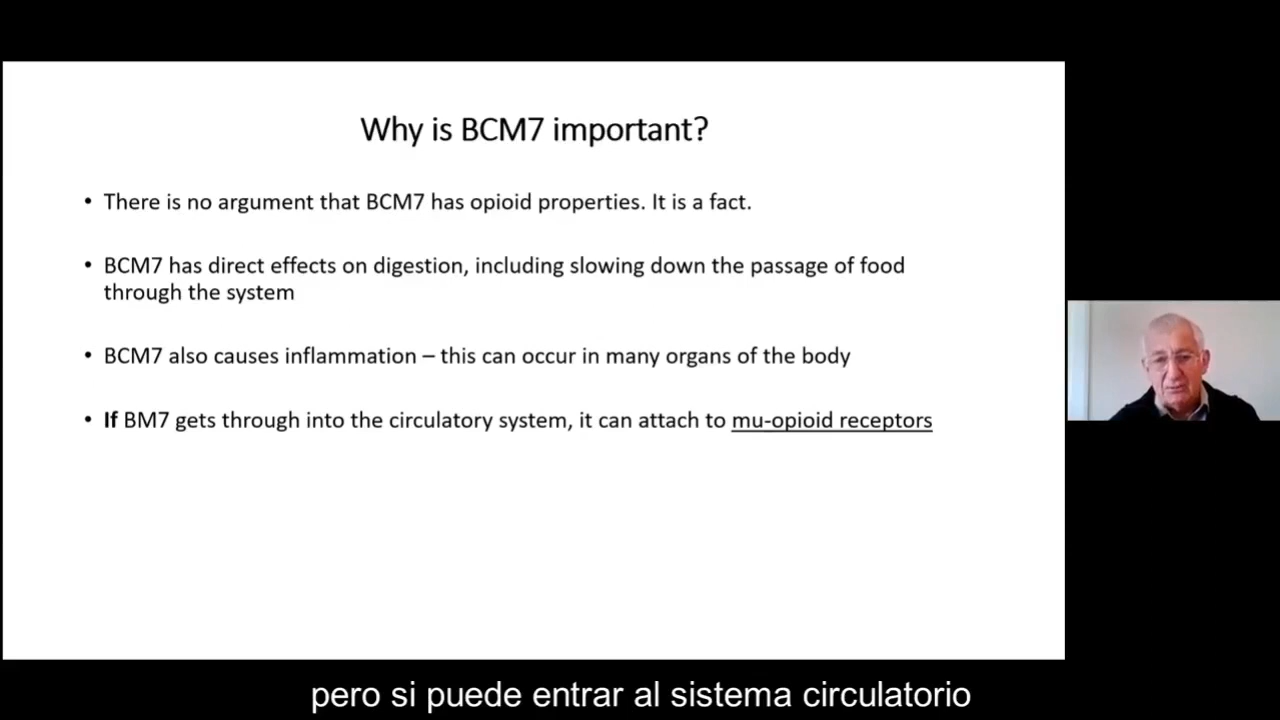 Why is BCM7 important?
• There is no argument that BCM7 has opioid properties. It is a fact.
• BCM7 has direct effects on digestion, including slowing down the passage of food
through the system
• BCM7 also causes inflammation – this can occur in many organs of the body
• If BM7 gets through into the circulatory system, it can attach to mu-opioid receptors
pero si puede entrar al sistema circulatorio